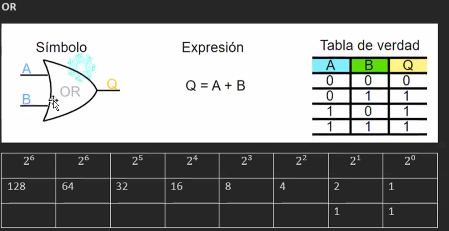 OR
Símbolo Expresión Tabla de verdad
A B Q
A Q
OR
B
Q = A + B
0 0 0
0 1 1
1 0 1
1 1 1
2⁶ 2⁶ 2⁵ 2⁴ 2³ 2² 2¹ 2⁰
128 64 32 16 8 4 2 1
1 1